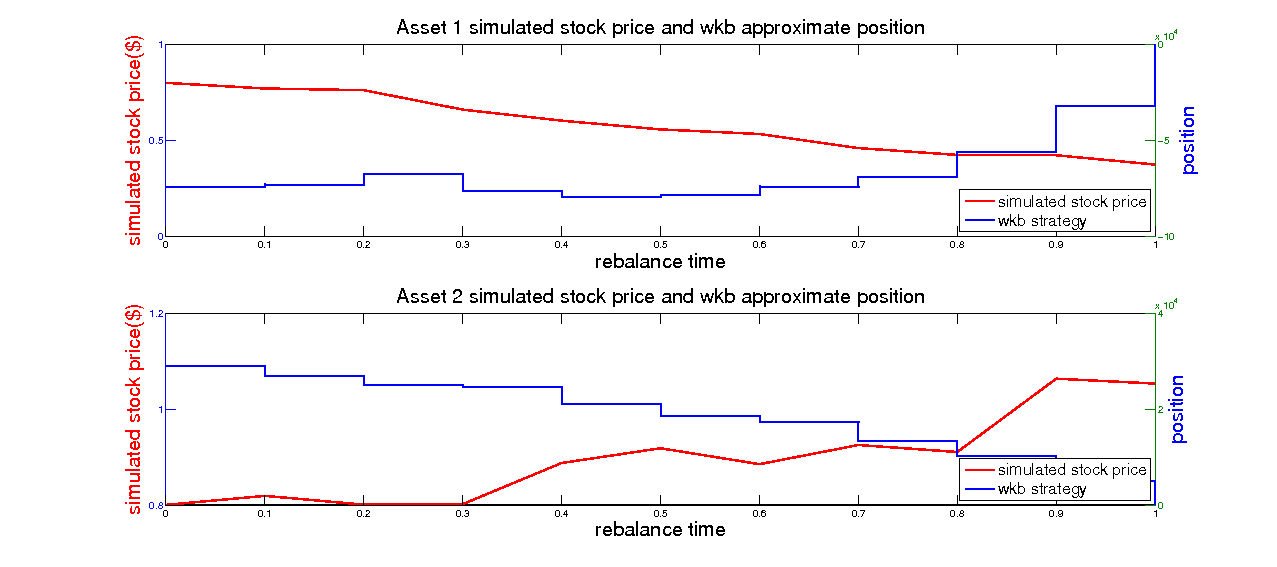 Asset 1 simulated stock price and wkb approximate position
x 10^4
1
0.5
0
0
-5
-10
simulated stock price($)
position
simulated stock price
wkb strategy
0 0.1 0.2 0.3 0.4 0.5 0.6 0.7 0.8 0.9 1
rebalance time
Asset 2 simulated stock price and wkb approximate position
x 10^4
1.2
1
0.8
4
2
0
simulated stock price($)
position
simulated stock price
wkb strategy
0 0.1 0.2 0.3 0.4 0.5 0.6 0.7 0.8 0.9 1
rebalance time